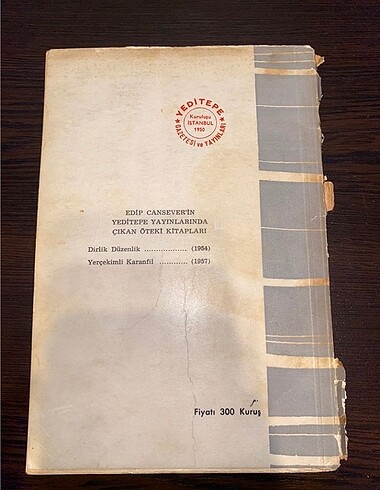 YEDİTEPE
Kuruluşu
İSTANBUL
1950
GAZETESİ ve YAYINLARI
EDİP CANSEVER'İN
YEDİTEPE YAYINLARINDA
ÇIKAN ÖTEKİ KİTAPLARI
Dirlik Düzenlik .................. (1954)
Yerçekimli Karanfil ............ (1957)
Fiyatı 300 Kuruş